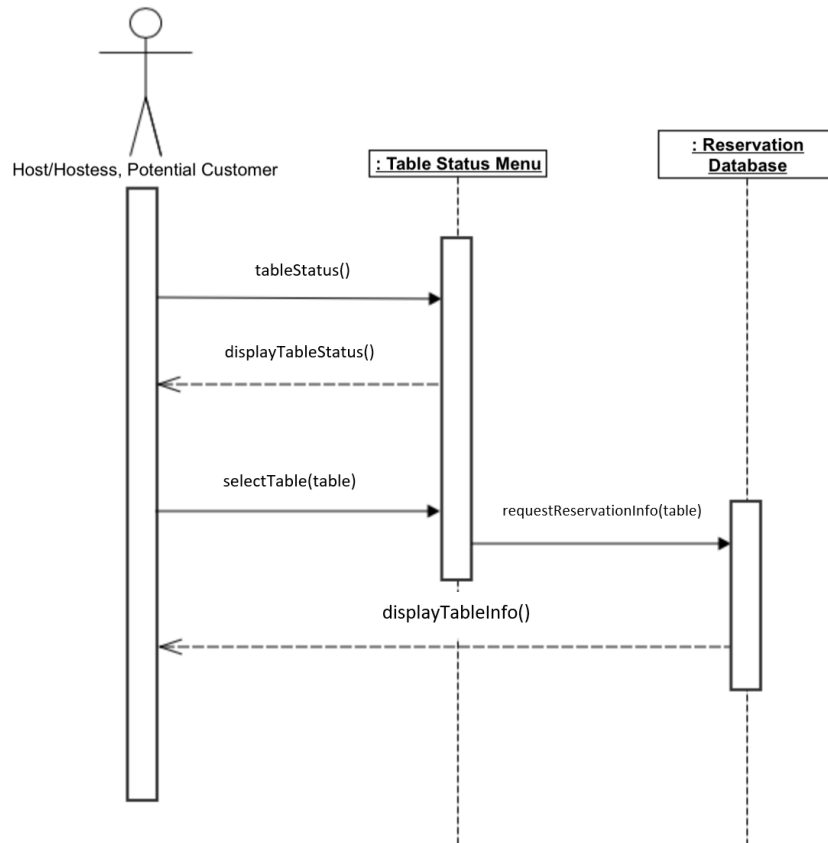 Host/Hostess, Potential Customer
: Table Status Menu
: Reservation
Database
tableStatus()
displayTableStatus()
selectTable(table)
requestReservationInfo(table)
displayTableInfo()